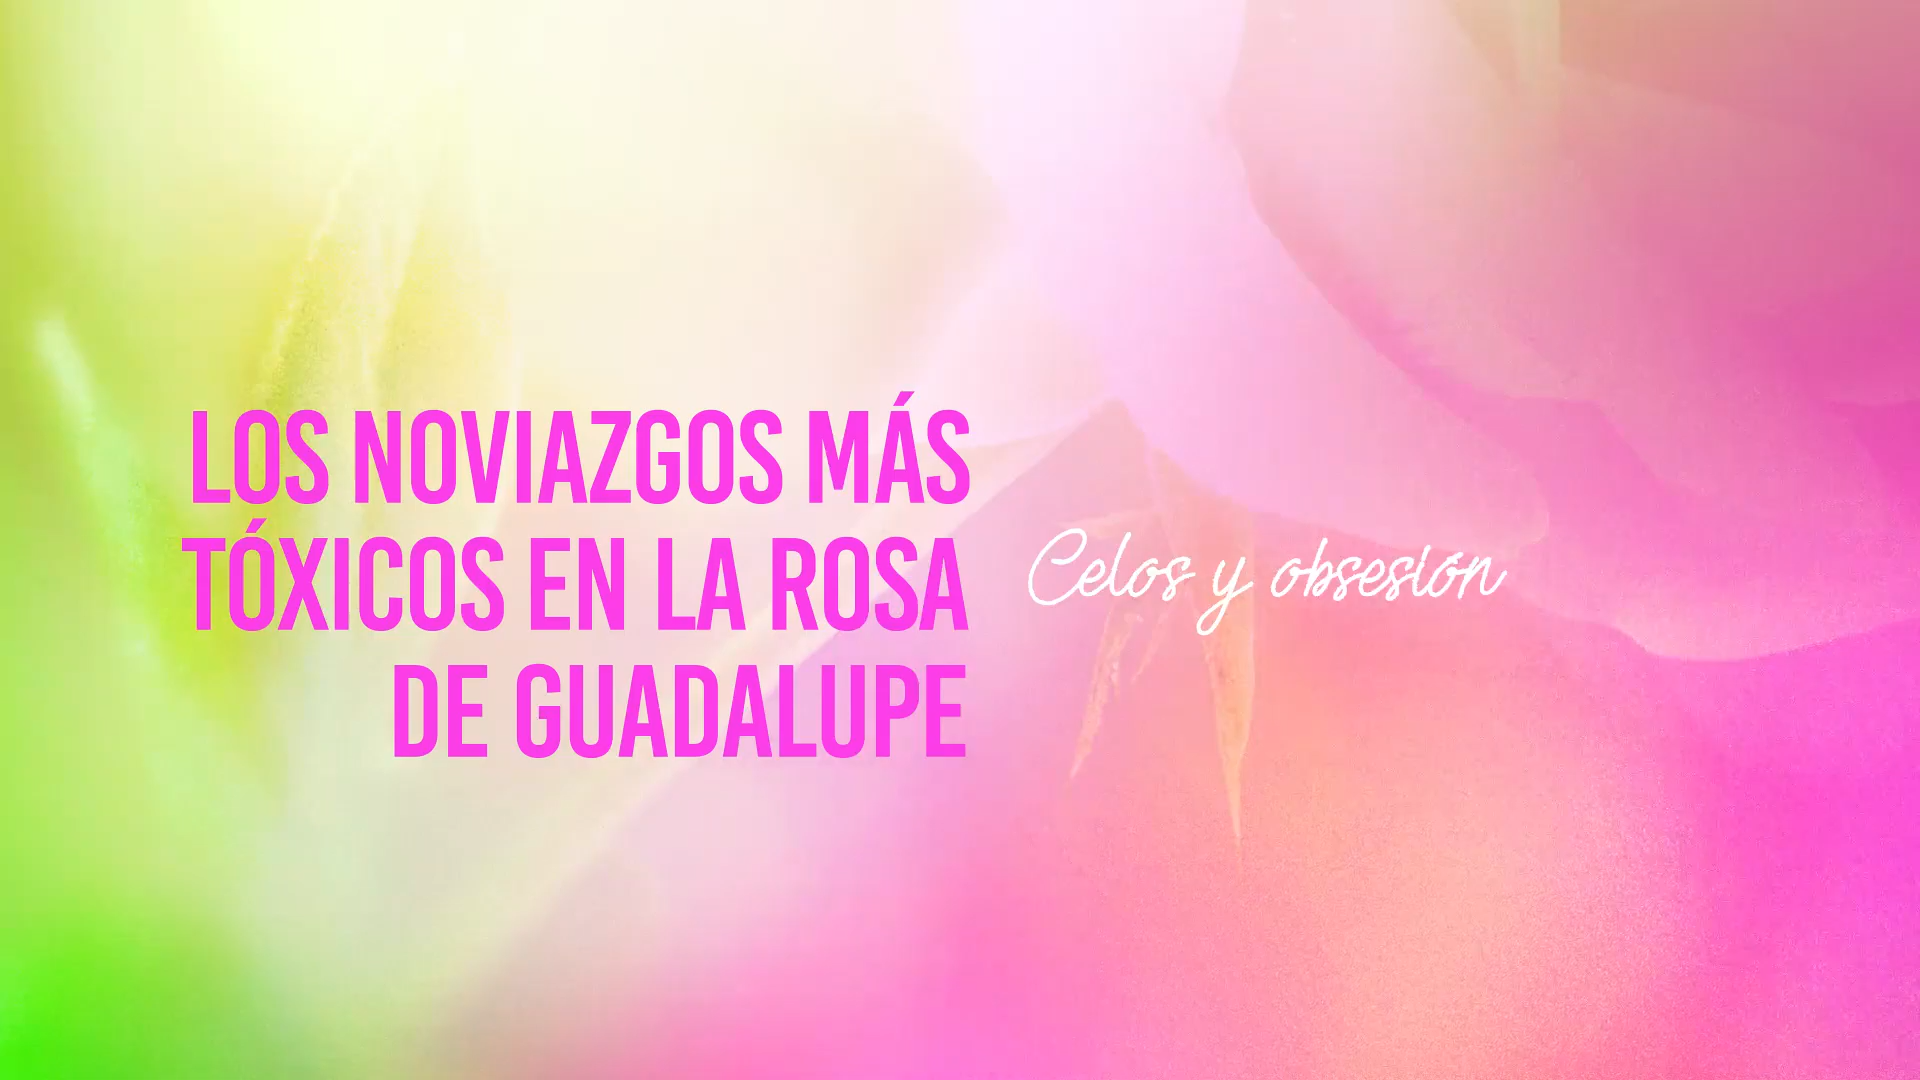 LOS NOVIAZGOS MÁS
TÓXICOS EN LA ROSA
DE GUADALUPE
Celos y obsesión